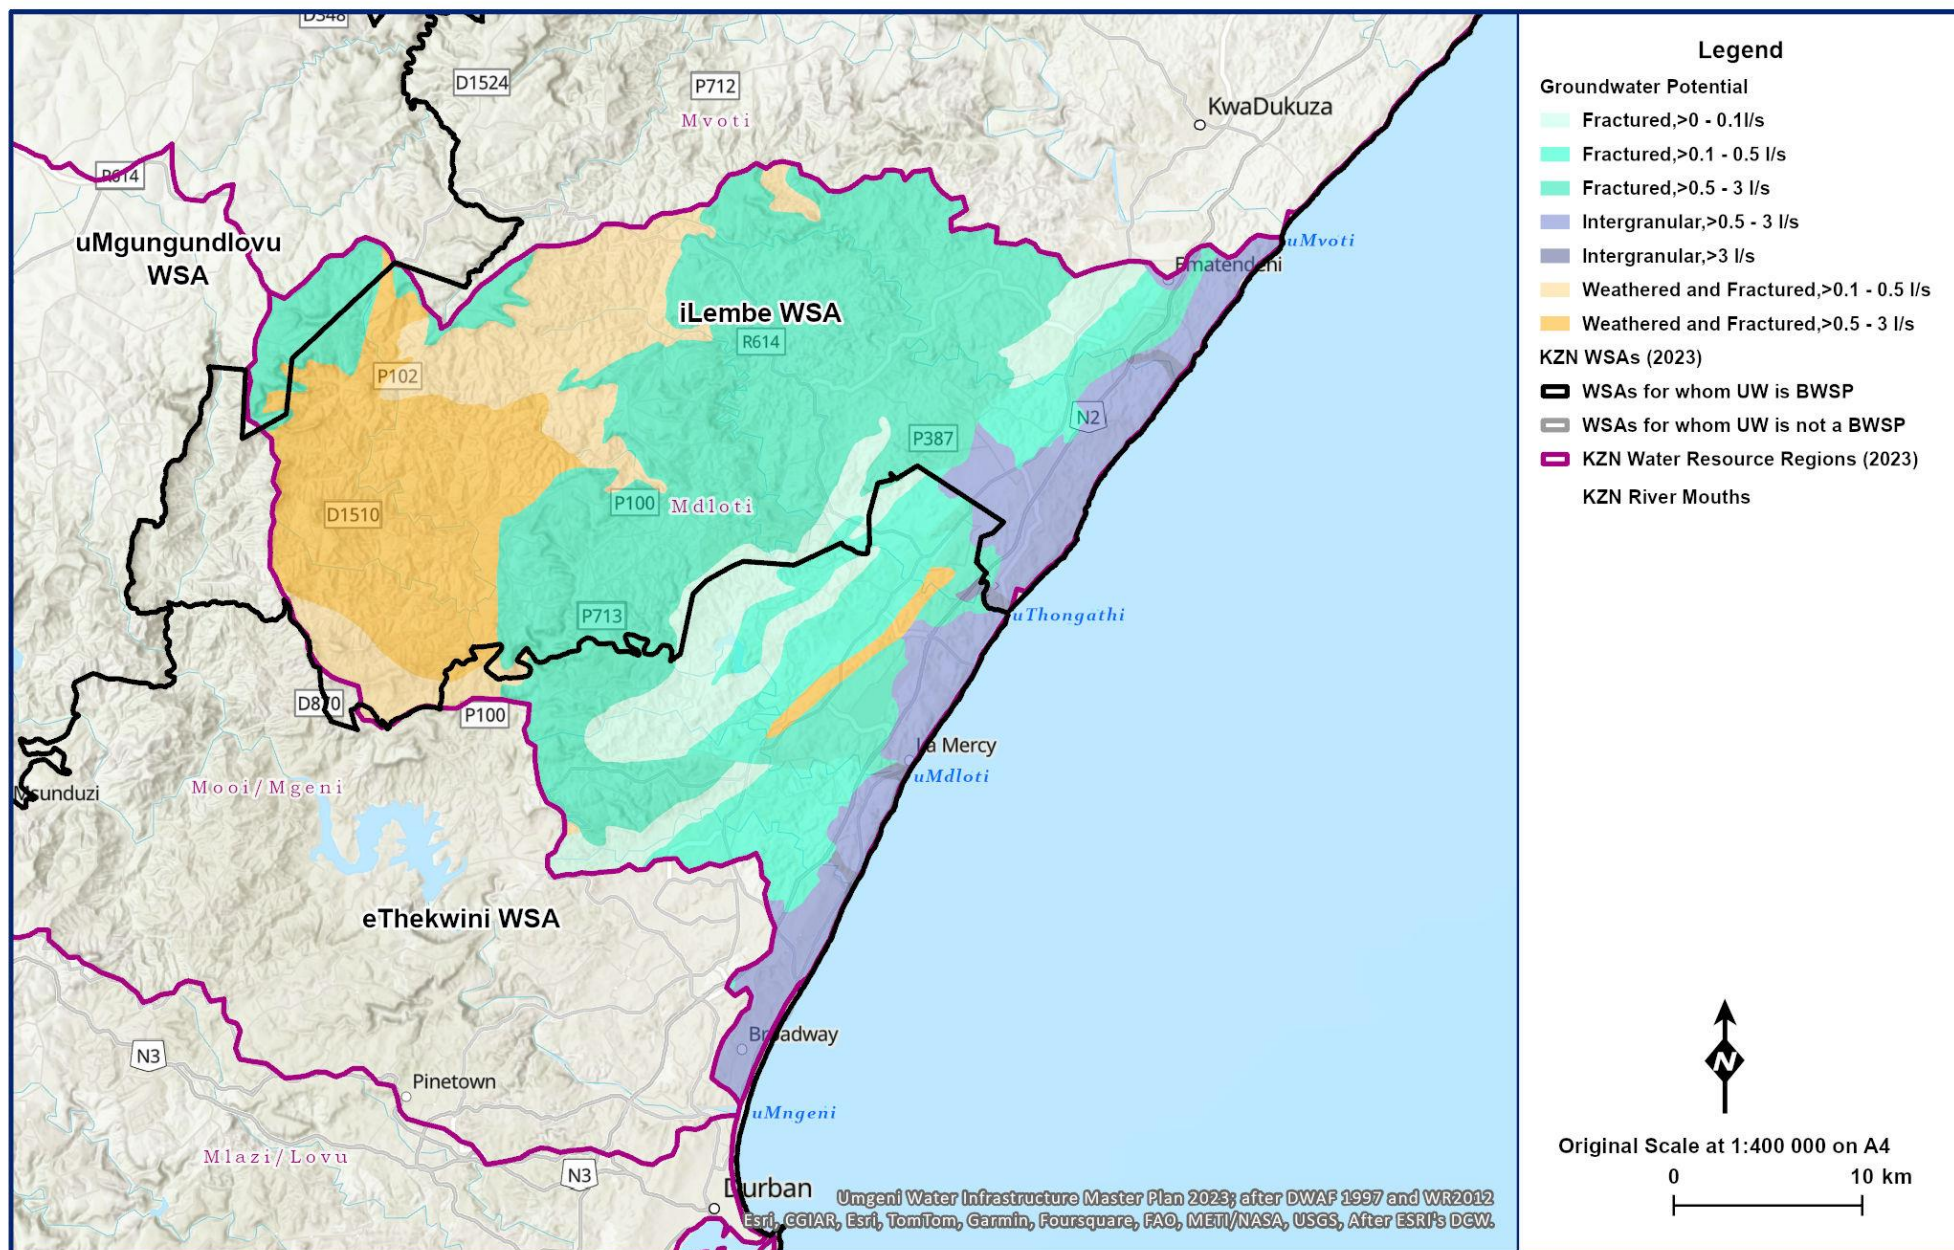 D348
D1524
P712
Mvoti
KwaDukuza
R614
uMgungundlovu
WSA
uMvoti
Ematendeni
iLembe WSA
R614
P102
N2
P387
D1510
P100
Mdloti
P713
uThongathi
D870
P100
La Mercy
uMdloti
Mooi/Mgeni
Msunduzi
eThekwini WSA
Broadway
N3
Pinetown
uMngeni
Mlazi/Lovu
N3
Durban
Umgeni Water Infrastructure Master Plan 2023; after DWAF 1997 and WR2012
Esri, CGIAR, Esri, TomTom, Garmin, Foursquare, FAO, METI/NASA, USGS, After ESRI's DCW.
Legend
Groundwater Potential
Fractured,>0 - 0.1l/s
Fractured,>0.1 - 0.5 l/s
Fractured,>0.5 - 3 l/s
Intergranular,>0.5 - 3 l/s
Intergranular,>3 l/s
Weathered and Fractured,>0.1 - 0.5 l/s
Weathered and Fractured,>0.5 - 3 l/s
KZN WSAs (2023)
WSAs for whom UW is BWSP
WSAs for whom UW is not a BWSP
KZN Water Resource Regions (2023)
KZN River Mouths
N
Original Scale at 1:400 000 on A4
0 10 km